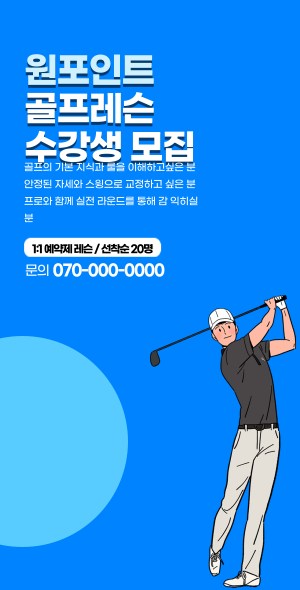 원포인트
골프레슨
수강생 모집
골프의 기본 지식과 룰을 이해하고싶은 분
안정된 자세와 스윙으로 교정하고 싶은 분
프로와 함께 실전 라운드를 통해 감 익히실
분
1:1 예약제 레슨 / 선착순 20명
문의 070-000-0000